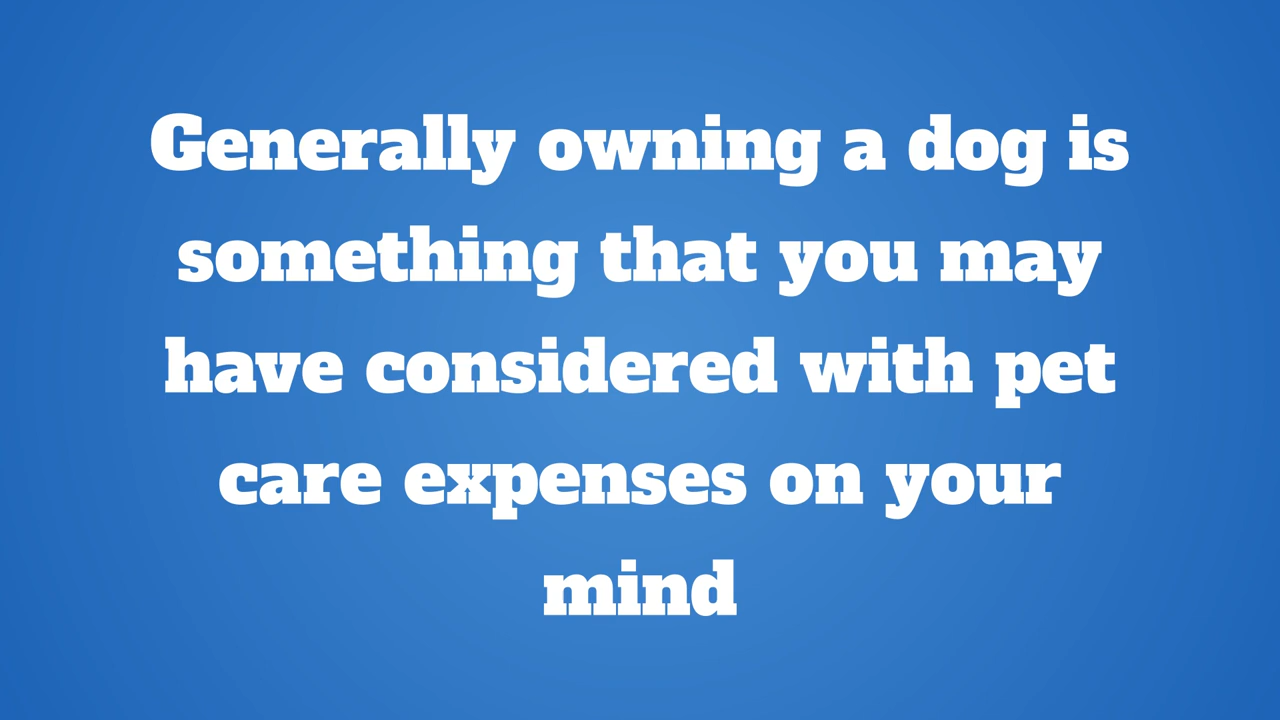 Generally owning a dog is
something that you may
have considered with pet
care expenses on your
mind